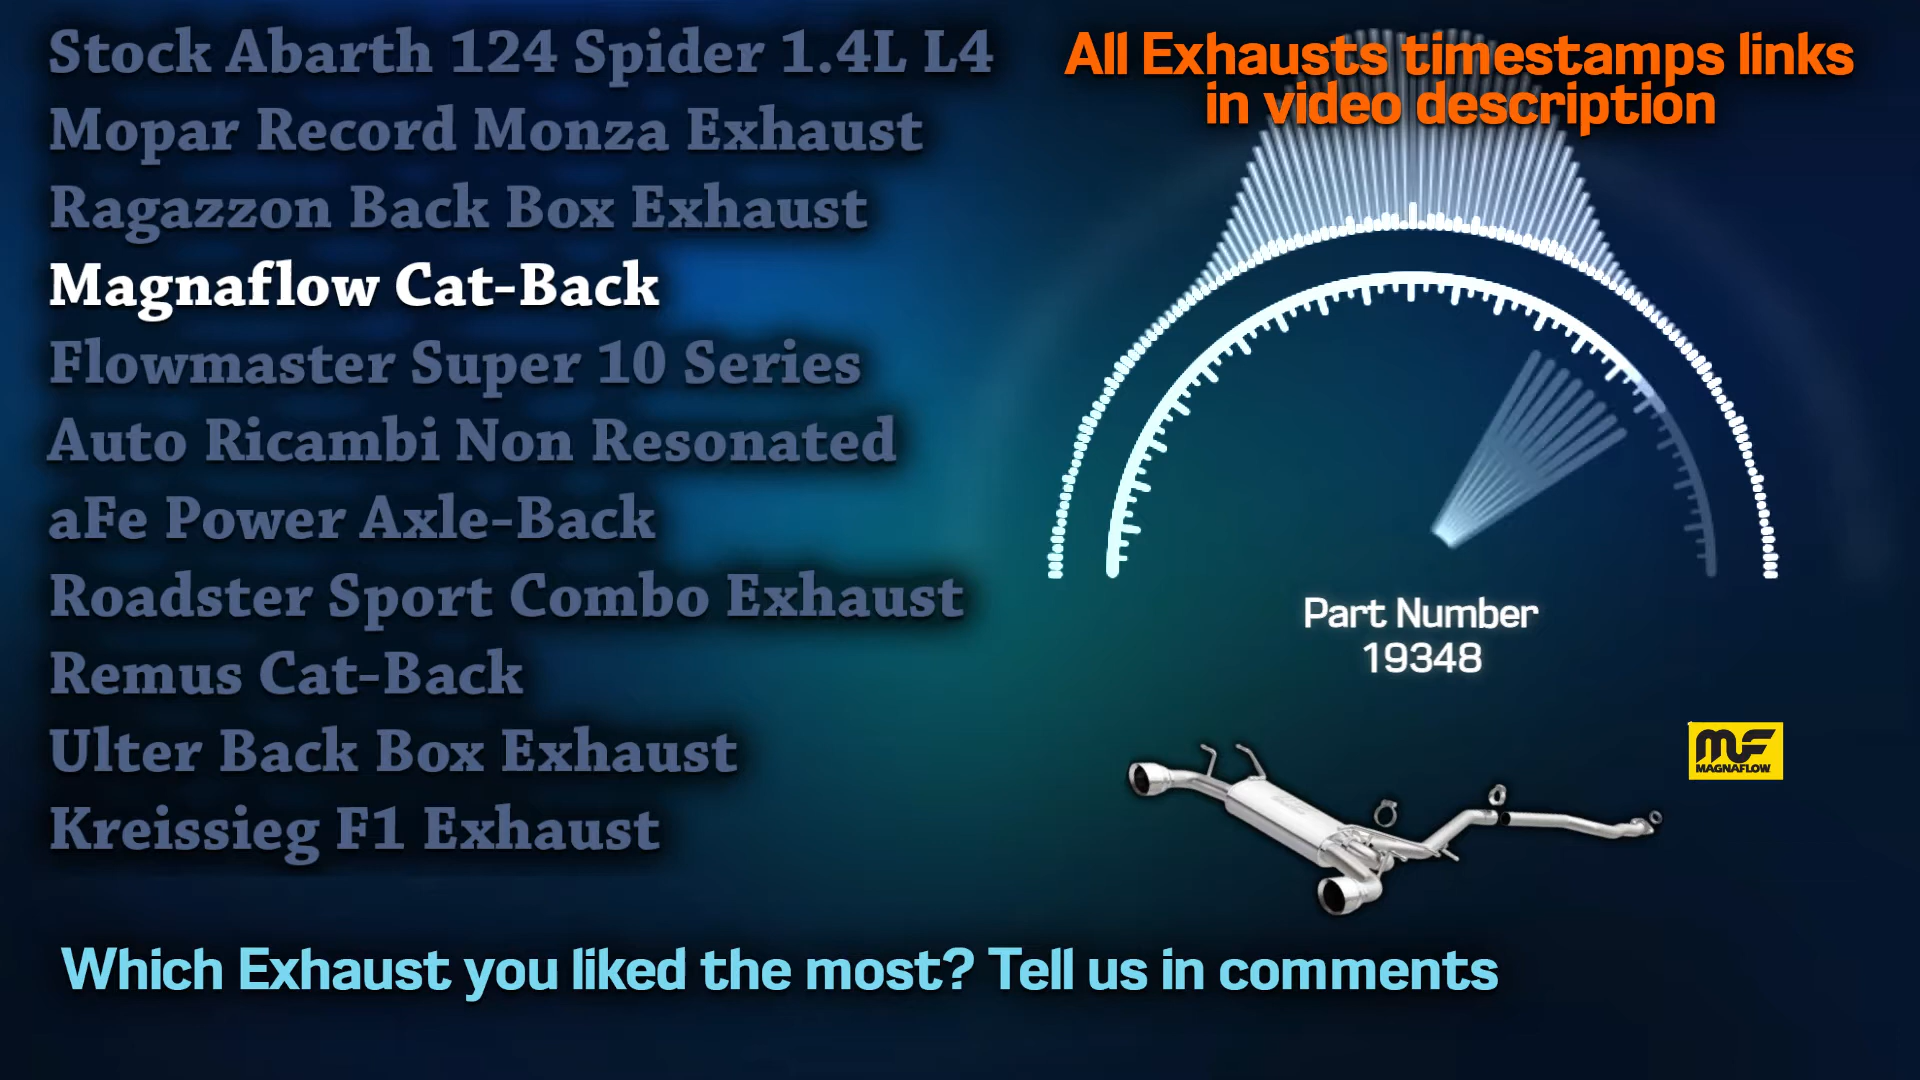 Stock Abarth 124 Spider 1.4L L4
Mopar Record Monza Exhaust
Ragazzon Back Box Exhaust
Magnaflow Cat-Back
Flowmaster Super 10 Series
Auto Ricambi Non Resonated
aFe Power Axle-Back
Roadster Sport Combo Exhaust
Remus Cat-Back
Ulter Back Box Exhaust
Kreissieg F1 Exhaust
All Exhausts timestamps links
in video description
Part Number
19348
MF
MAGNAFLOW
Which Exhaust you liked the most? Tell us in comments